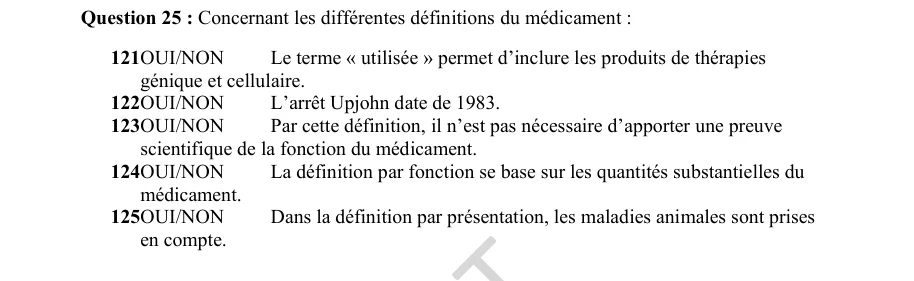 Question 25 : Concernant les différentes définitions du médicament :
121OUI/NON Le terme « utilisée » permet d'inclure les produits de thérapies
génique et cellulaire.
122OUI/NON L'arrêt Upjohn date de 1983.
123OUI/NON Par cette définition, il n'est pas nécessaire d'apporter une preuve
scientifique de la fonction du médicament.
124OUI/NON La définition par fonction se base sur les quantités substantielles du
médicament.
125OUI/NON Dans la définition par présentation, les maladies animales sont prises
en compte.
T